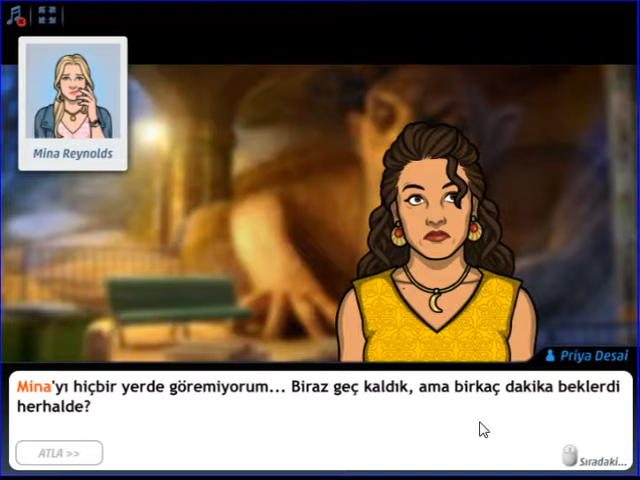 Mina Reynolds
Priya Desai
Mina'yı hiçbir yerde göremiyorum... Biraz geç kaldık, ama birkaç dakika beklerdi
herhalde?
ATLA >>
Sıradaki...